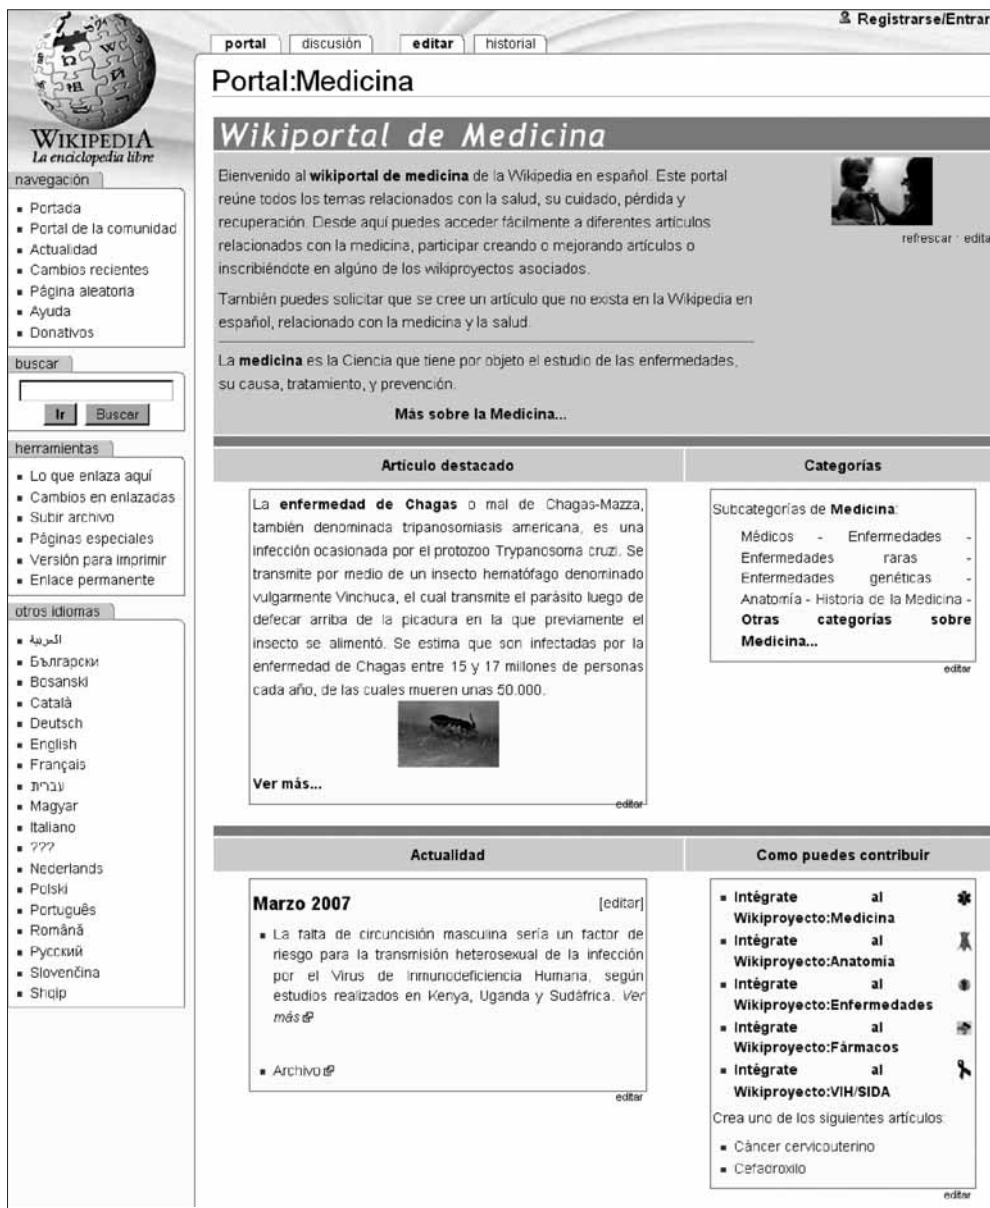 Registrarse/Entrar
portal
discusión
editar
historial
WIKIPEDIA
La enciclopedia libre
navegación
Portada
Portal de la comunidad
Actualidad
Cambios recientes
Página aleatoria
Ayuda
Donativos
buscar
Ir
Buscar
herramientas
Lo que enlaza aquí
Cambios en enlazadas
Subir archivo
Páginas especiales
Versión para imprimir
Enlace permanente
otros idiomas
العربية
Български
Bosanski
Català
Deutsch
English
Français
עברית
Magyar
Italiano
???
Nederlands
Polski
Português
Română
Русский
Slovenčina
Shqip
Portal:Medicina
Wikiportal de Medicina
Bienvenido al wikiportal de medicina de la Wikipedia en español. Este portal
reúne todos los temas relacionados con la salud, su cuidado, pérdida y
recuperación. Desde aquí puedes acceder fácilmente a diferentes artículos
relacionados con la medicina, participar creando o mejorando artículos o
inscribiéndote en algúno de los wikiproyectos asociados.
También puedes solicitar que se cree un artículo que no exista en la Wikipedia en
español, relacionado con la medicina y la salud.
refrescar · edita
La medicina es la Ciencia que tiene por objeto el estudio de las enfermedades,
su causa, tratamiento, y prevención.
Más sobre la Medicina...
Artículo destacado
La enfermedad de Chagas o mal de Chagas-Mazza,
también denominada tripanosomiasis americana, es una
infección ocasionada por el protozoo Trypanosoma cruzi. Se
transmite por medio de un insecto hematófago denominado
vulgarmente Vinchuca, el cual transmite el parásito luego de
defecar arriba de la picadura en la que previamente el
insecto se alimentó. Se estima que son infectadas por la
enfermedad de Chagas entre 15 y 17 millones de personas
cada año, de las cuales mueren unas 50.000.
Ver más...
editar
Categorías
Subcategorías de Medicina:
Médicos - Enfermedades -
Enfermedades raras -
Enfermedades genéticas -
Anatomía - Historia de la Medicina -
Otras categorías sobre
Medicina...
editar
Actualidad
Marzo 2007
[editar]
La falta de circuncisión masculina sería un factor de
riesgo para la transmisión heterosexual de la infección
por el Virus de Inmunodeficiencia Humana, según
estudios realizados en Kenya, Uganda y Sudáfrica. Ver
más
Archivo
editar
Como puedes contribuir
Intégrate al
Wikiproyecto:Medicina
Intégrate al
Wikiproyecto:Anatomía
Intégrate al
Wikiproyecto:Enfermedades
Intégrate al
Wikiproyecto:Fármacos
Intégrate al
Wikiproyecto:VIH/SIDA
Crea uno de los siguientes artículos:
Cáncer cervicouterino
Cefadroxilo
editar